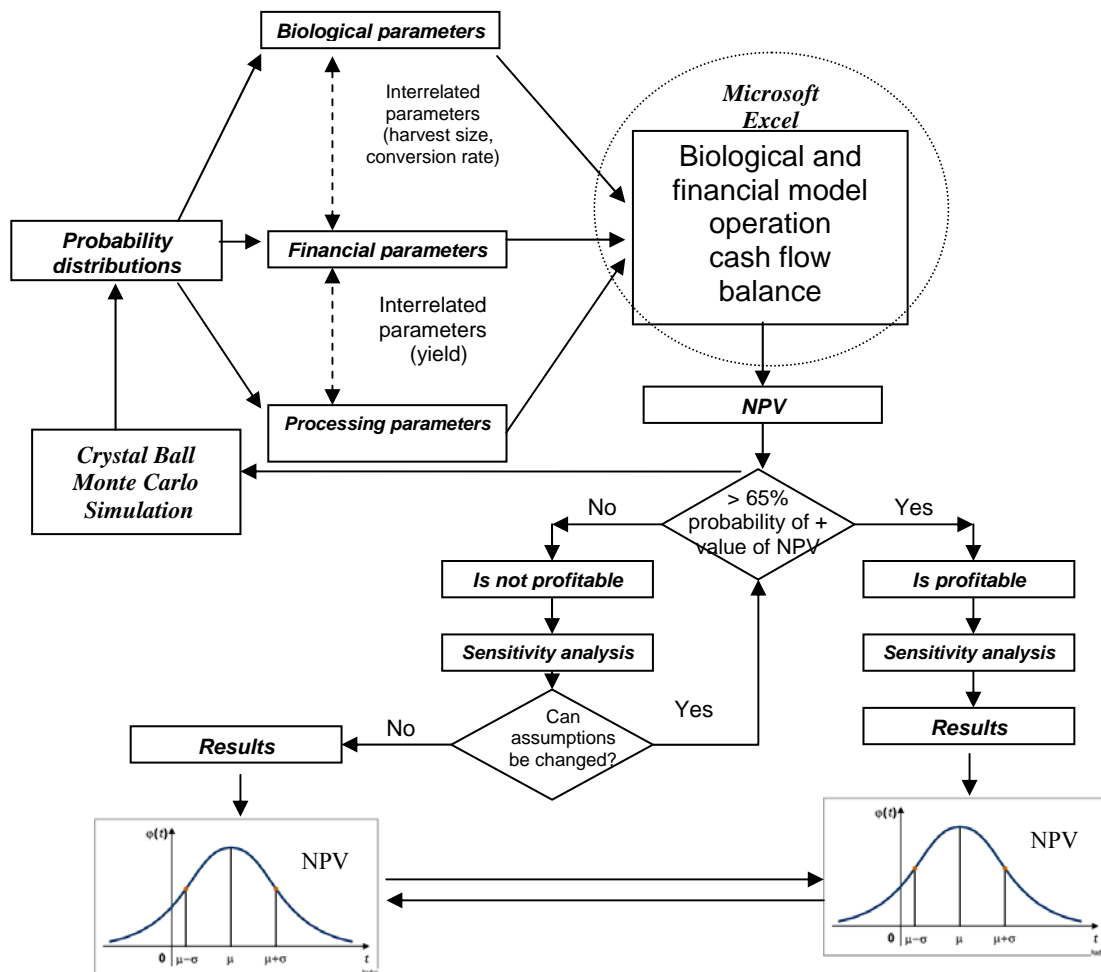 Biological parameters
Interrelated
parameters
(harvest size,
conversion rate)
Microsoft
Excel
Biological and
financial model
operation
cash flow
balance
Probability
distributions
Financial parameters
Interrelated
parameters
(yield)
Processing parameters
NPV
Crystal Ball
Monte Carlo
Simulation
> 65%
probability of +
value of NPV
No
Yes
Is not profitable
Is profitable
Sensitivity analysis
Sensitivity analysis
Can
assumptions
be changed?
No
Yes
Results
Results
φ(t)
NPV
0 μ−σ μ μ+σ t
φ(t)
NPV
0 μ−σ μ μ+σ t